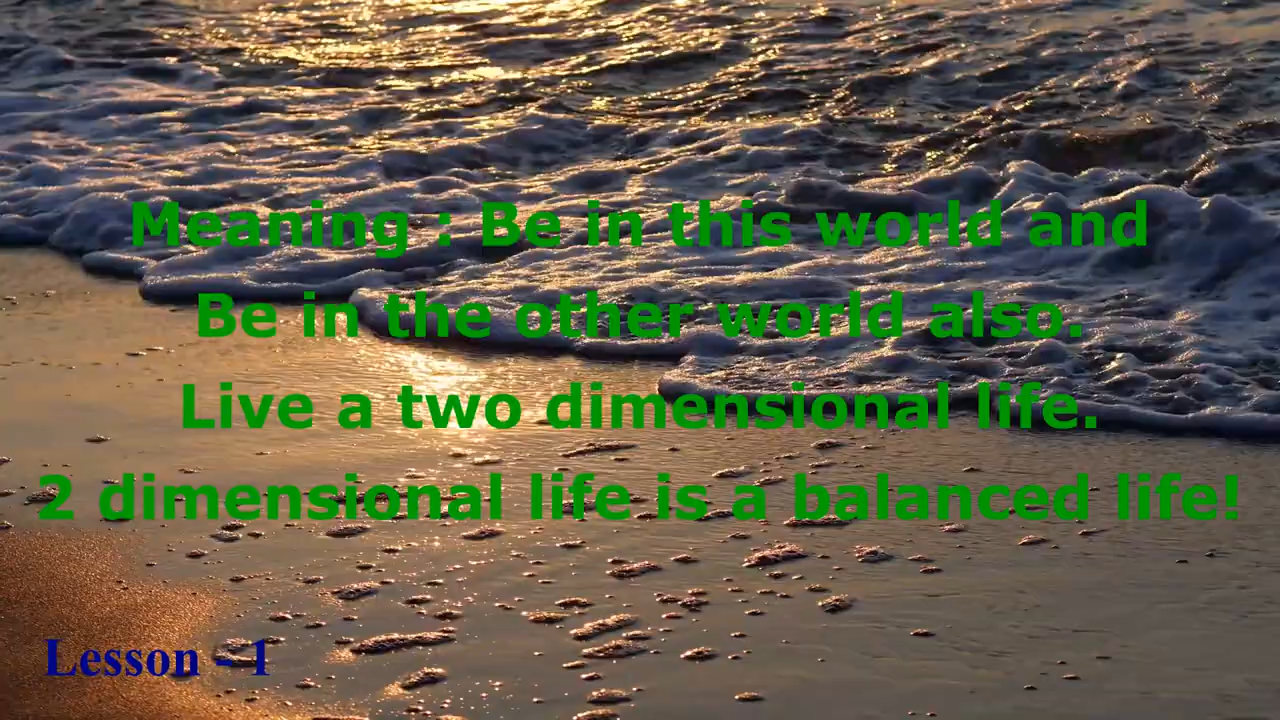 Meaning : Be in this world and
Be in the other world also.
Live a two dimensional life.
2 dimensional life is a balanced life!
Lesson - 1